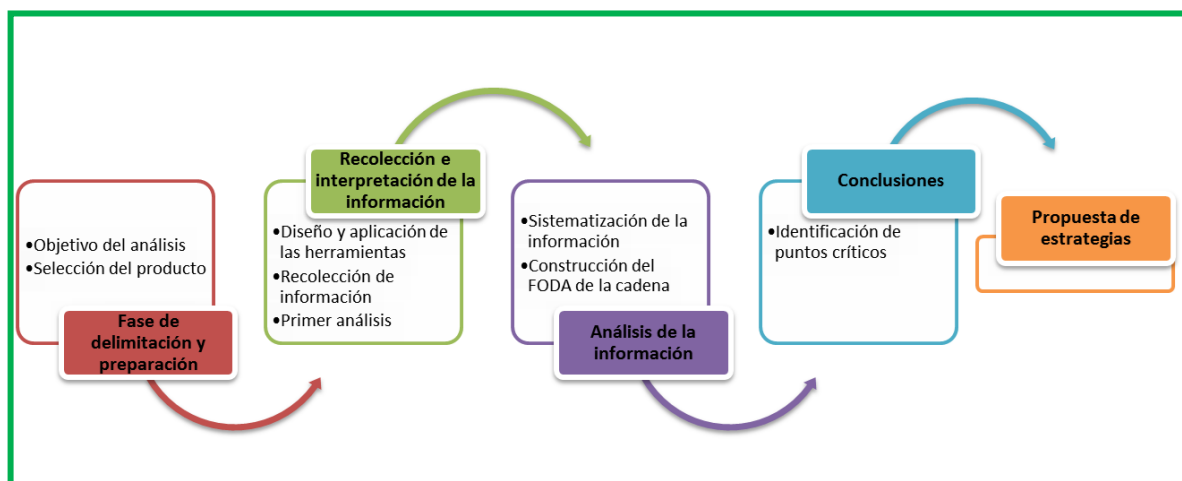 •Objetivo del análisis
•Selección del producto
Fase de
delimitación y
preparación
Recolección e
interpretación de la
información
•Diseño y aplicación de
las herramientas
•Recolección de
información
•Primer análisis
•Sistematización de la
información
•Construcción del
FODA de la cadena
Análisis de la
información
Conclusiones
•Identificación de
puntos críticos
Propuesta de
estrategias